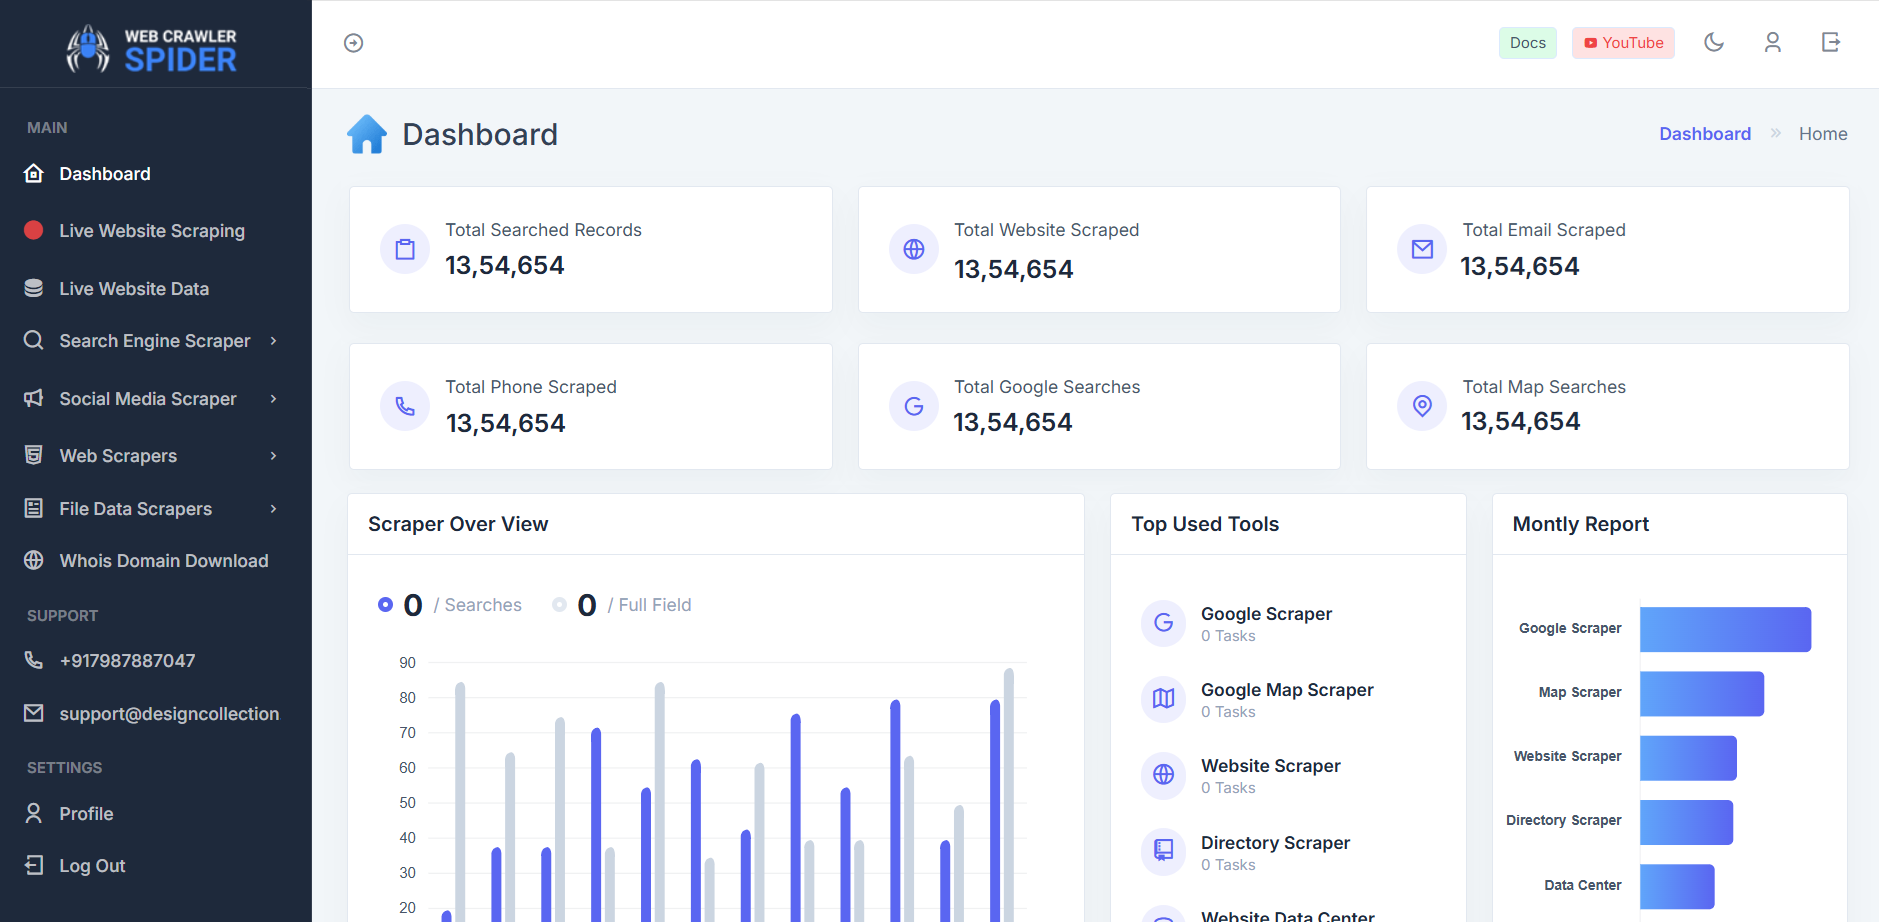 WEB CRAWLER
SPIDER
MAIN
Dashboard
Live Website Scraping
Live Website Data
Search Engine Scraper
Social Media Scraper
Web Scrapers
File Data Scrapers
Whois Domain Download
SUPPORT
+917987887047
support@designcollection
SETTINGS
Profile
Log Out
Docs
YouTube
Dashboard
Dashboard » Home
Total Searched Records
13,54,654
Total Website Scraped
13,54,654
Total Email Scraped
13,54,654
Total Phone Scraped
13,54,654
Total Google Searches
13,54,654
Total Map Searches
13,54,654
Scraper Over View
0 / Searches
0 / Full Field
90
80
70
60
50
40
30
20
Top Used Tools
Google Scraper
0 Tasks
Google Map Scraper
0 Tasks
Website Scraper
0 Tasks
Directory Scraper
0 Tasks
Website Data Center
Montly Report
Google Scraper
Map Scraper
Website Scraper
Directory Scraper
Data Center